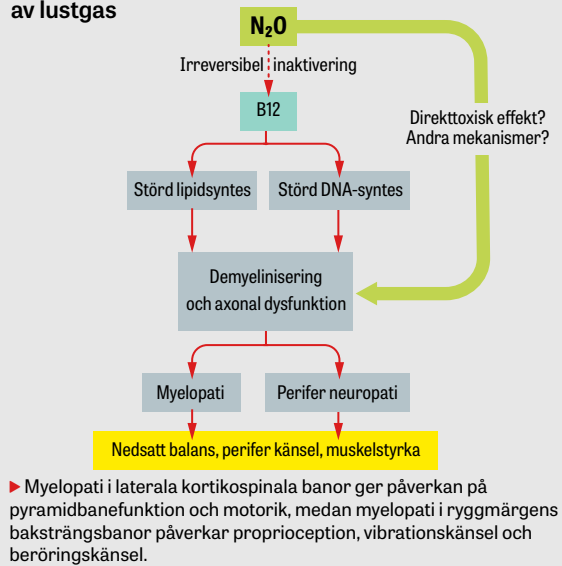 av lustgas
N₂O
Irreversibel inaktivering
B12
Direkttoxisk effekt?
Andra mekanismer?
Störd lipidsyntes
Störd DNA-syntes
Demyelinisering
och axonal dysfunktion
Myelopati
Perifer neuropati
Nedsatt balans, perifer känsel, muskelstyrka
▶ Myelopati i laterala kortikospinala banor ger påverkan på
pyramidbanefunktion och motorik, medan myelopati i ryggmärgens
baksträngsbanor påverkar proprioception, vibrationskänsel och
beröringskänsel.